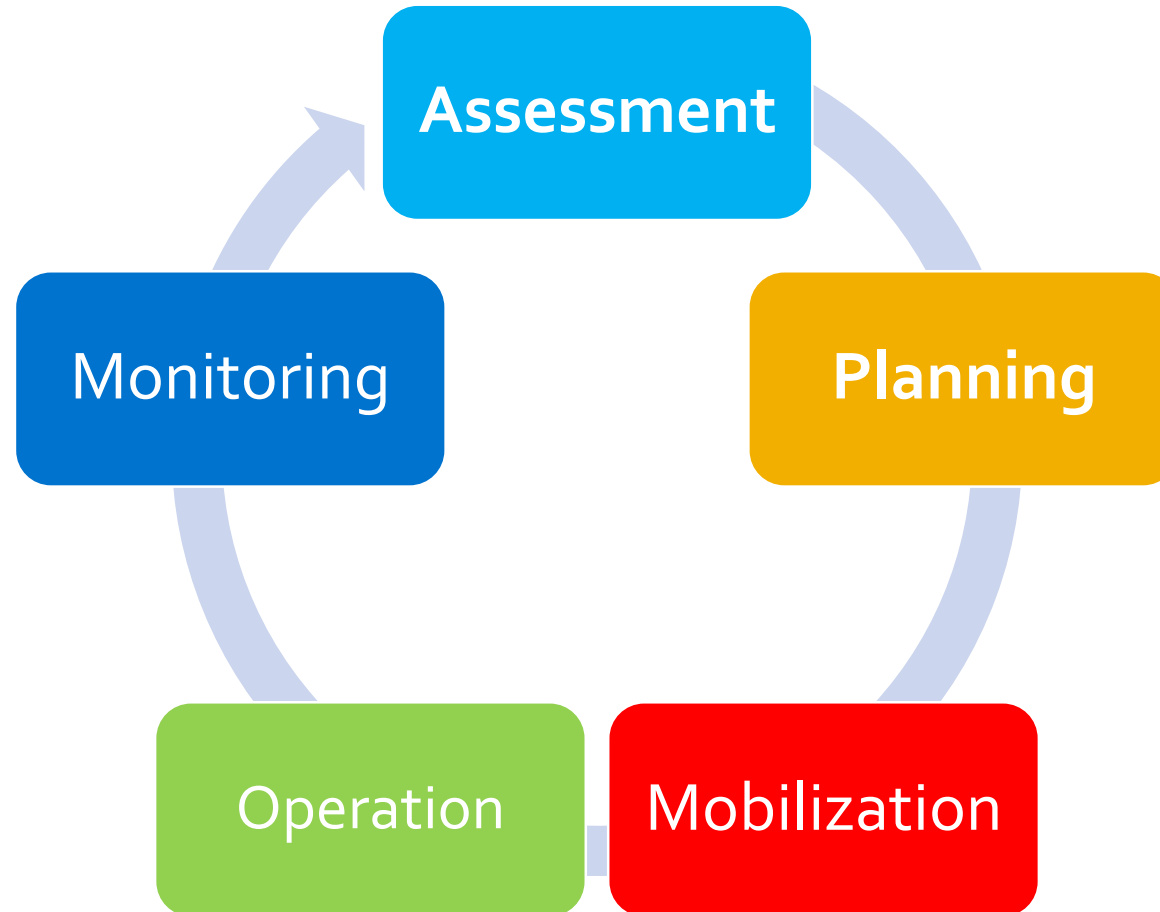 Assessment
Planning
Mobilization
Operation
Monitoring